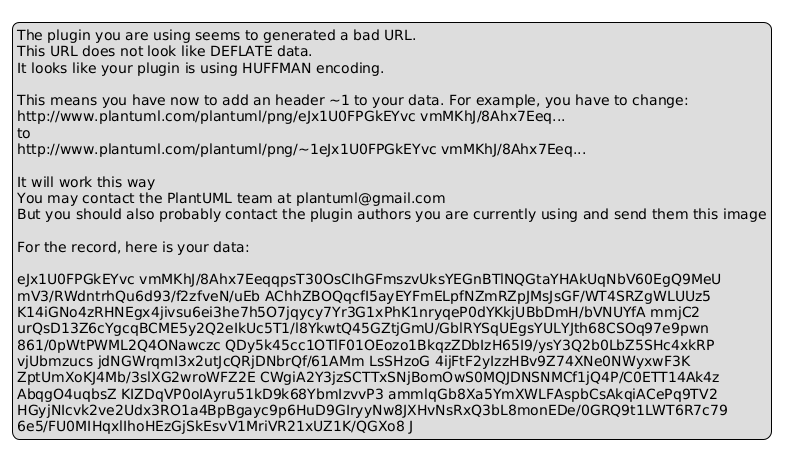 The plugin you are using seems to generated a bad URL.
This URL does not look like DEFLATE data.
It looks like your plugin is using HUFFMAN encoding.
This means you have now to add an header ~1 to your data. For example, you have to change:
http://www.plantuml.com/plantuml/png/eJx1U0FPGkEYvc vmMKhJ/8Ahx7Eeq...
to
http://www.plantuml.com/plantuml/png/~1eJx1U0FPGkEYvc vmMKhJ/8Ahx7Eeq...
It will work this way
You may contact the PlantUML team at plantuml@gmail.com
But you should also probably contact the plugin authors you are currently using and send them this image
For the record, here is your data:
eJx1U0FPGkEYvc vmMKhJ/8Ahx7EeqqpsT30OsCIhGFmszvUksYEGnBTlNQGtaYHAkUqNbV60EgQ9MeU
mV3/RWdntrhQu6d93/f2zfveN/uEb AChhZBOQqcfI5ayEYFmELpfNZmRZpJMsJsGF/WT4SRZgWLUUz5
K14iGNo4zRHNEgx4jivsu6ei3he7h5O7jqycy7Yr3G1xPhK1nryqeP0dYKkjUBbDmH/bVNUYfA mmjC2
urQsD13Z6cYgcqBCME5y2Q2eIkUc5T1/l8YkwtQ45GZtjGmU/GblRYSqUEgsYULYJth68CSOq97e9pwn
861/0pWtPWML2Q4ONawczc QDy5k45cc1OTlF01OEozo1BkqzZDblzH65I9/ysY3Q2b0LbZ5SHc4xkRP
vjUbmzucs jdNGWrqmI3x2utJcQRjDNbrQf/61AMm LsSHzoG 4ijFtF2yIzzHBv9Z74XNe0NWyxwF3K
ZptUmXoKJ4Mb/3slXG2wroWFZ2E CWgiA2Y3jzSCTTxSNjBomOwS0MQJDNSNMCf1jQ4P/C0ETT14Ak4z
AbqgO4uqbsZ KlZDqVP0olAyru51kD9k68YbmIzvvP3 ammlqGb8Xa5YmXWLFAspbCsAkqiACePq9TV2
HGyjNIcvk2ve2Udx3RO1a4BpBgayc9p6HuD9GIryyNw8JXHvNsRxQ3bL8monEDe/0GRQ9t1LWT6R7c79
6e5/FU0MIHqxlIhoHEzGjSkEsvV1MriVR21xUZ1K/QGXo8 J